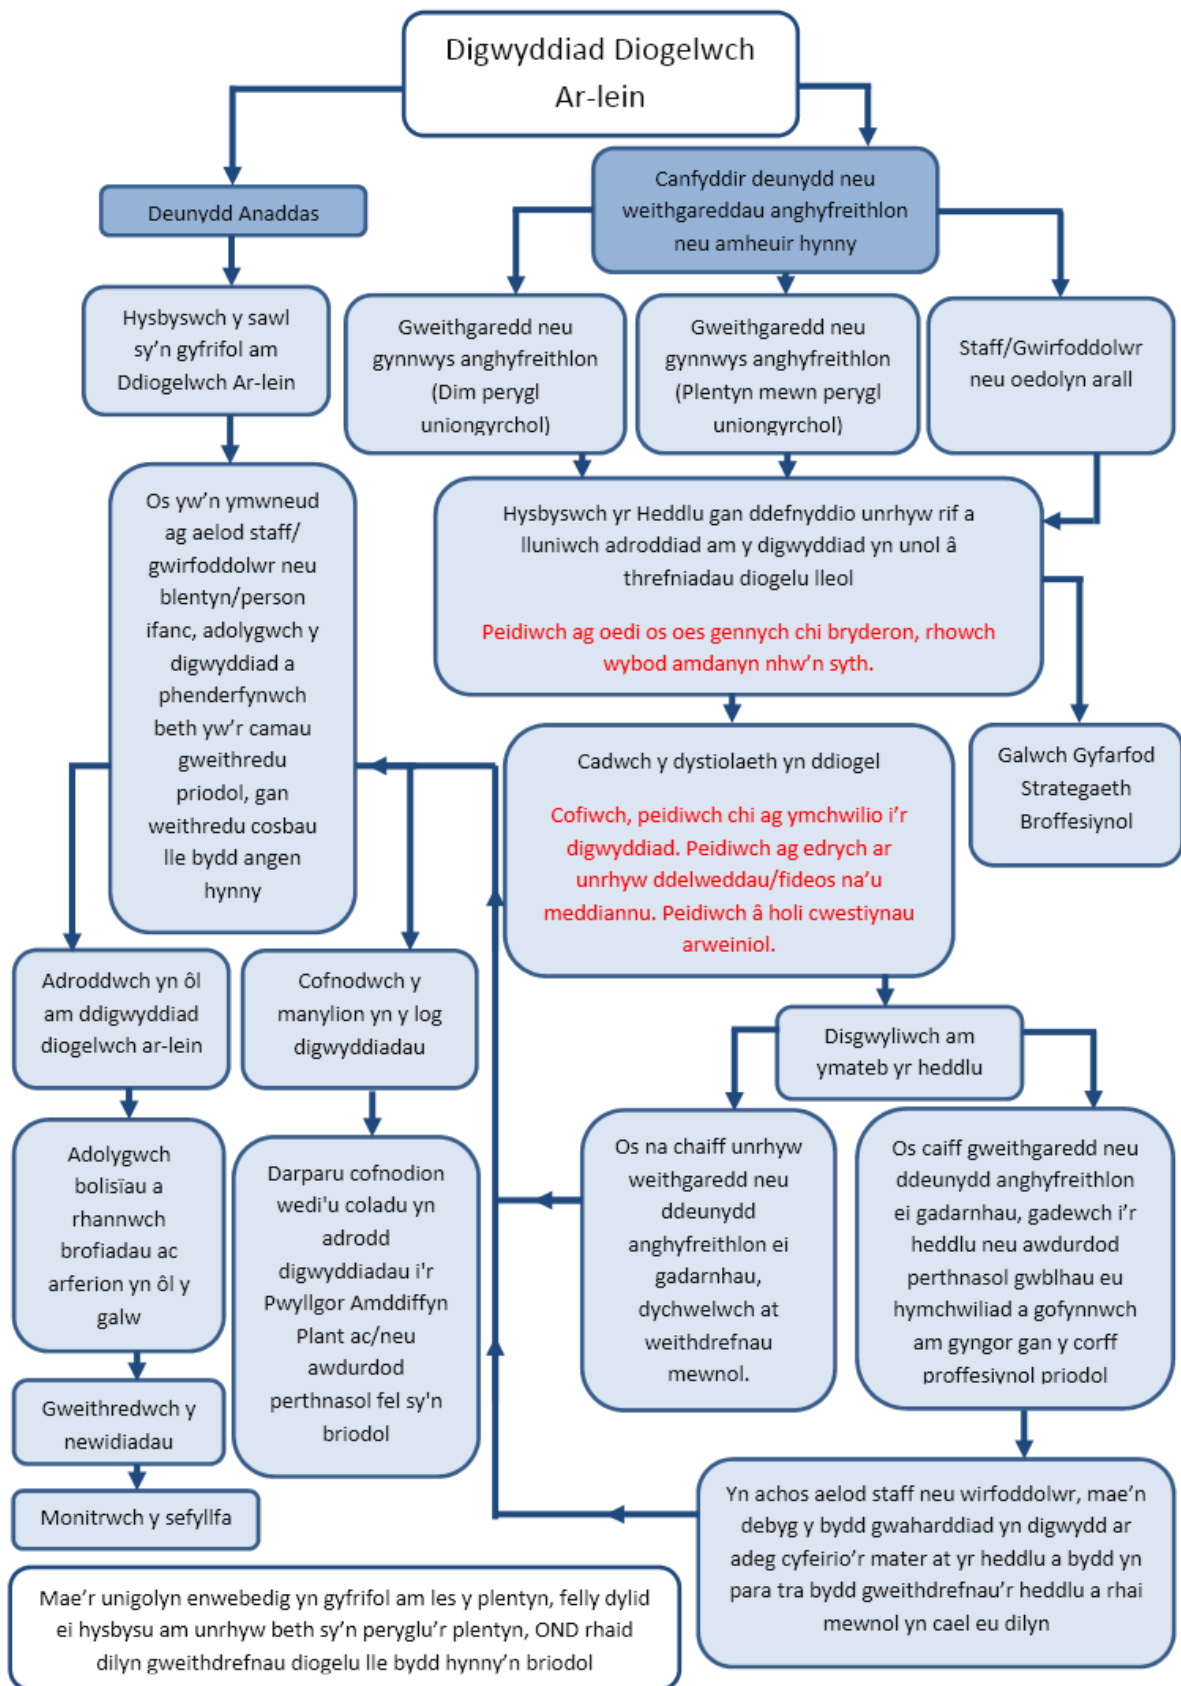 Digwyddiad Diogelwch
Ar-lein
Deunydd Anaddas
Canfyddir deunydd neu
weithgareddau anghyfreithlon
neu amheuir hynny
Hysbyswch y sawl
sy'n gyfrifol am
Ddiogelwch Ar-lein
Gweithgaredd neu
gynnwys anghyfreithlon
(Dim perygl
uniongyrchol)
Gweithgaredd neu
gynnwys anghyfreithlon
(Plentyn mewn perygl
uniongyrchol)
Staff/Gwirfoddolwr
neu oedolyn arall
Os yw'n ymwneud
ag aelod staff/
gwirfoddolwr neu
blentyn/person
ifanc, adolygwch y
digwyddiad a
phenderfynwch
beth yw'r camau
gweithredu
priodol, gan
weithredu cosbau
lle bydd angen
hynny
Hysbyswch yr Heddlu gan ddefnyddio unrhyw rif a
lluniwch adroddiad am y digwyddiad yn unol â
threfniadau diogelu lleol
Peidiwch ag oedi os oes gennych chi bryderon, rhowch
wybod amdanyn nhw'n syth.
Cadwch y dystiolaeth yn ddiogel
Cofiwch, peidiwch chi ag ymchwilio i'r
digwyddiad. Peidiwch ag edrych ar
unrhyw ddelweddau/fideos na'u
meddiannu. Peidiwch â holi cwestiynau
arweiniol.
Galwch Gyfarfod
Strategaeth
Broffesiynol
Adroddwch yn ôl
am ddigwyddiad
diogelwch ar-lein
Cofnodwch y
manylion yn y log
digwyddiadau
Disgwyliwch am
ymateb yr heddlu
Adolygwch
bolisïau a
rhannwch
brofiadau ac
arferion yn ôl y
galw
Darparu cofnodion
wedi'u coladu yn
adrodd
digwyddiadau i'r
Pwyllgor Amddiffyn
Plant ac/neu
awdurdod
perthnasol fel sy'n
briodol
Os na chaiff unrhyw
weithgaredd neu
ddeunydd
anghyfreithlon ei
gadarnhau,
dychwelwch at
weithdrefnau
mewnol.
Os caiff gweithgaredd neu
ddeunydd anghyfreithlon
ei gadarnhau, gadewch i'r
heddlu neu awdurdod
perthnasol gwblhau eu
hymchwiliad a gofynnwch
am gyngor gan y corff
proffesiynol priodol
Gweithredwch y
newidiadau
Monitrwch y sefyllfa
Yn achos aelod staff neu wirfoddolwr, mae'n
debyg y bydd gwaharddiad yn digwydd ar
adeg cyfeirio'r mater at yr heddlu a bydd yn
para tra bydd gweithdrefnau'r heddlu a rhai
mewnol yn cael eu dilyn
Mae'r unigolyn enwebedig yn gyfrifol am les y plentyn, felly dylid
ei hysbysu am unrhyw beth sy'n peryglu'r plentyn, OND rhaid
dilyn gweithdrefnau diogelu lle bydd hynny'n briodol